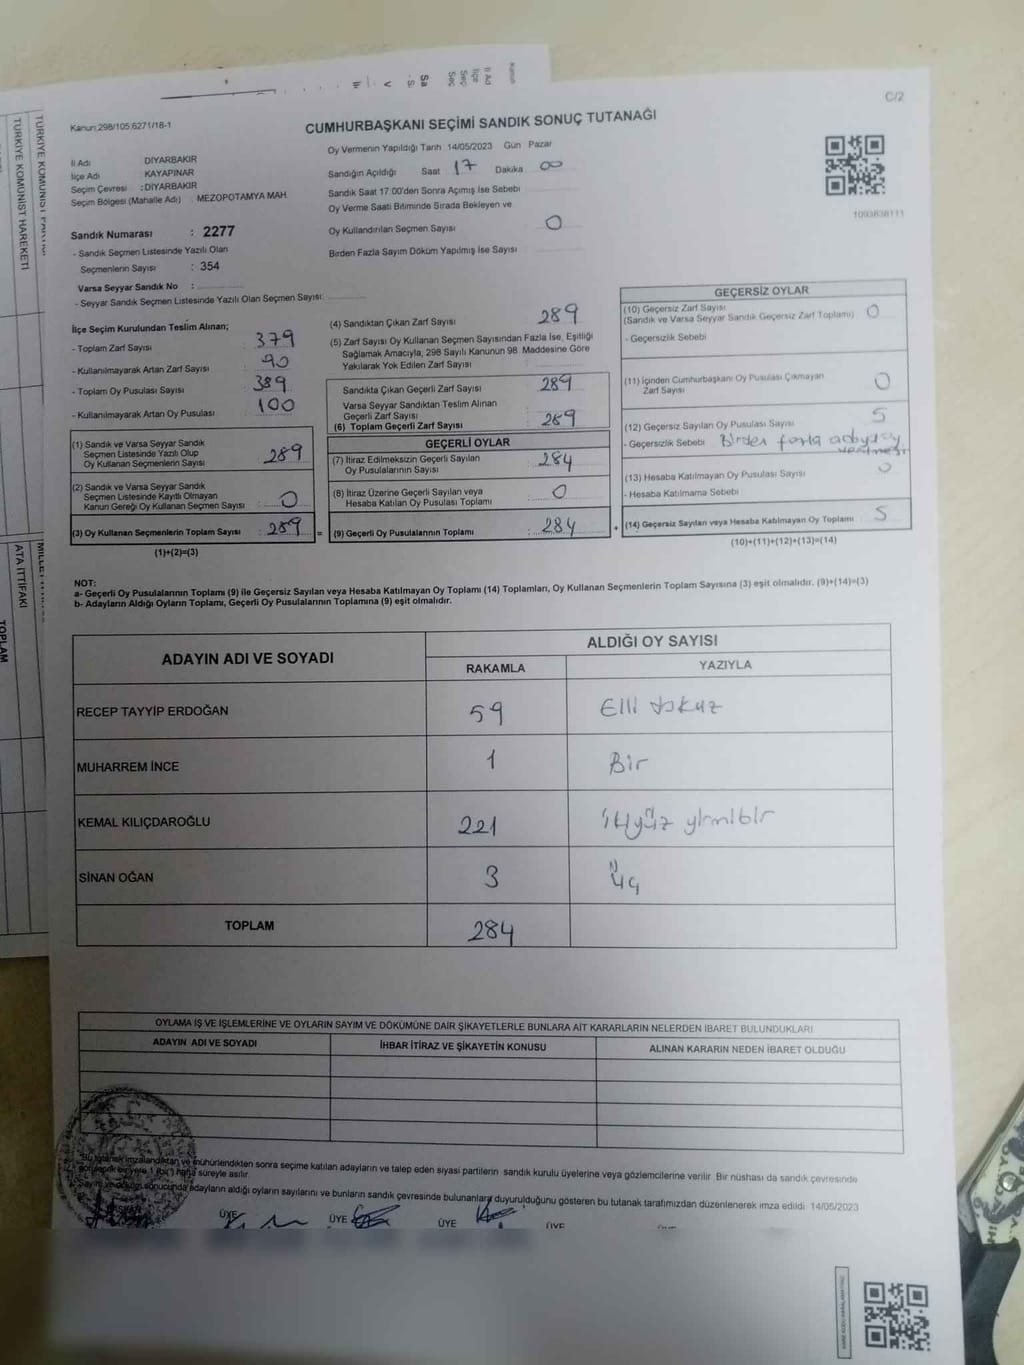 C/2
Kanun:298/105;6271/18-1
CUMHURBAŞKANI SEÇİMİ SANDIK SONUÇ TUTANAĞI
İl Adı DİYARBAKIR
İlçe Adı KAYAPINAR
Seçim Çevresi : DİYARBAKIR
Seçim Bölgesi (Mahalle Adı) : MEZOPOTAMYA MAH
Sandık Numarası : 2277
- Sandık Seçmen Listesinde Yazılı Olan
Seçmenlerin Sayısı : 354
Varsa Seyyar Sandık No :
- Seyyar Sandık Seçmen Listesinde Yazılı Olan Seçmen Sayısı:
Oy Vermenin Yapıldığı Tarih 14/05/2023 Gün Pazar
Sandığın Açıldığı Saat 17 Dakika 00
Sandık Saat 17:00'den Sonra Açımış İse Sebebi
Oy Verme Saati Bitiminde Sırada Bekleyen ve
Oy Kullandırılan Seçmen Sayısı 0
Birden Fazla Sayım Döküm Yapılmış İse Sayısı
1093838111
İlçe Seçim Kurulundan Teslim Alınan;
- Toplam Zarf Sayısı 379
- Kullanılmayarak Artan Zarf Sayısı 90
- Toplam Oy Pusulası Sayısı 389
- Kullanılmayarak Artan Oy Pusulası 100
(1) Sandık ve Varsa Seyyar Sandık
Seçmen Listesinde Yazılı Olup
Oy Kullanan Seçmenlerin Sayısı 289
(2) Sandık ve Varsa Seyyar Sandık
Seçmen Listesinde Kayıtlı Olmayan
Kanun Gereği Oy Kullanan Seçmen Sayısı : 0
(3) Oy Kullanan Seçmenlerin Toplam Sayısı : 289 =
(1)+(2)=(3)
(4) Sandıktan Çıkan Zarf Sayısı 289
(5) Zarf Sayısı Oy Kullanan Seçmen Sayısından Fazla İse, Eşitliği
Sağlamak Amacıyla, 298 Sayılı Kanunun 98. Maddesine Göre
Yakılarak Yok Edilen Zarf Sayısı
Sandıkta Çıkan Geçerli Zarf Sayısı 289
Varsa Seyyar Sandıktan Teslim Alınan
Geçerli Zarf Sayısı
(6) Toplam Geçerli Zarf Sayısı : 289
GEÇERLİ OYLAR
(7) İtiraz Edilmeksizin Geçerli Sayılan
Oy Pusulalarının Sayısı 284
(8) İtiraz Üzerine Geçerli Sayılan veya
Hesaba Katılan Oy Pusulası Toplamı : 0
(9) Geçerli Oy Pusulalarının Toplamı : 284 +
GEÇERSİZ OYLAR
(10) Geçersiz Zarf Sayısı
(Sandık ve Varsa Seyyar Sandık Geçersiz Zarf Toplamı) 0
- Geçersizlik Sebebi
(11) İçinden Cumhurbaşkanı Oy Pusulası Çıkmayan
Zarf Sayısı 0
(12) Geçersiz Sayılan Oy Pusulası Sayısı 5
- Geçersizlik Sebebi Birden fazla
(13) Hesaba Katılmayan Oy Pusulası Sayısı 0
- Hesaba Katılmama Sebebi
(14) Geçersiz Sayılan veya Hesaba Katılmayan Oy Toplamı : 5
(10)+(11)+(12)+(13)=(14)
NOT:
a- Geçerli Oy Pusulalarının Toplamı (9) ile Geçersiz Sayılan veya Hesaba Katılmayan Oy Toplamı (14) Toplamları, Oy Kullanan Seçmenlerin Toplam Sayısına (3) eşit olmalıdır. (9)+(14)=(3)
b- Adayların Aldığı Oyların Toplamı, Geçerli Oy Pusulalarının Toplamına (9) eşit olmalıdır.
ADAYIN ADI VE SOYADI
ALDIĞI OY SAYISI
RAKAMLA YAZIYLA
RECEP TAYYİP ERDOĞAN 59 Elli dokuz
MUHARREM İNCE 1 Bir
KEMAL KILIÇDAROĞLU 221 ikiyüz yirmibir
SİNAN OĞAN 3 Üç
TOPLAM 284
OYLAMA İŞ VE İŞLEMLERİNE VE OYLARIN SAYIM VE DÖKÜMÜNE DAİR ŞİKAYETLERLE BUNLARA AİT KARARLARIN NELERDEN İBARET BULUNDUKLARI
ADAYIN ADI VE SOYADI İHBAR İTİRAZ VE ŞİKAYETİN KONUSU ALINAN KARARIN NEDEN İBARET OLDUĞU
Bu tutanak imzalandıktan ve mühürlendikten sonra seçime katılan adayların ve talep eden siyasi partilerin sandık kurulu üyelerine veya gözlemcilerine verilir. Bir nüshası da sandık çevresinde
süreyle asılır.
Sayım ve döküm sonucunda adayların aldığı oyların sayılarını ve bunların sandık çevresinde bulunanlara duyurulduğunu gösteren bu tutanak tarafımızdan düzenlenerek imza edildi. 14/05/2023
BAŞKAN ÜYE ÜYE ÜYE ÜYE
TÜRKİYE KOMÜNİST HAREKETİ
ATA İTTİFAKI
TOPLAM